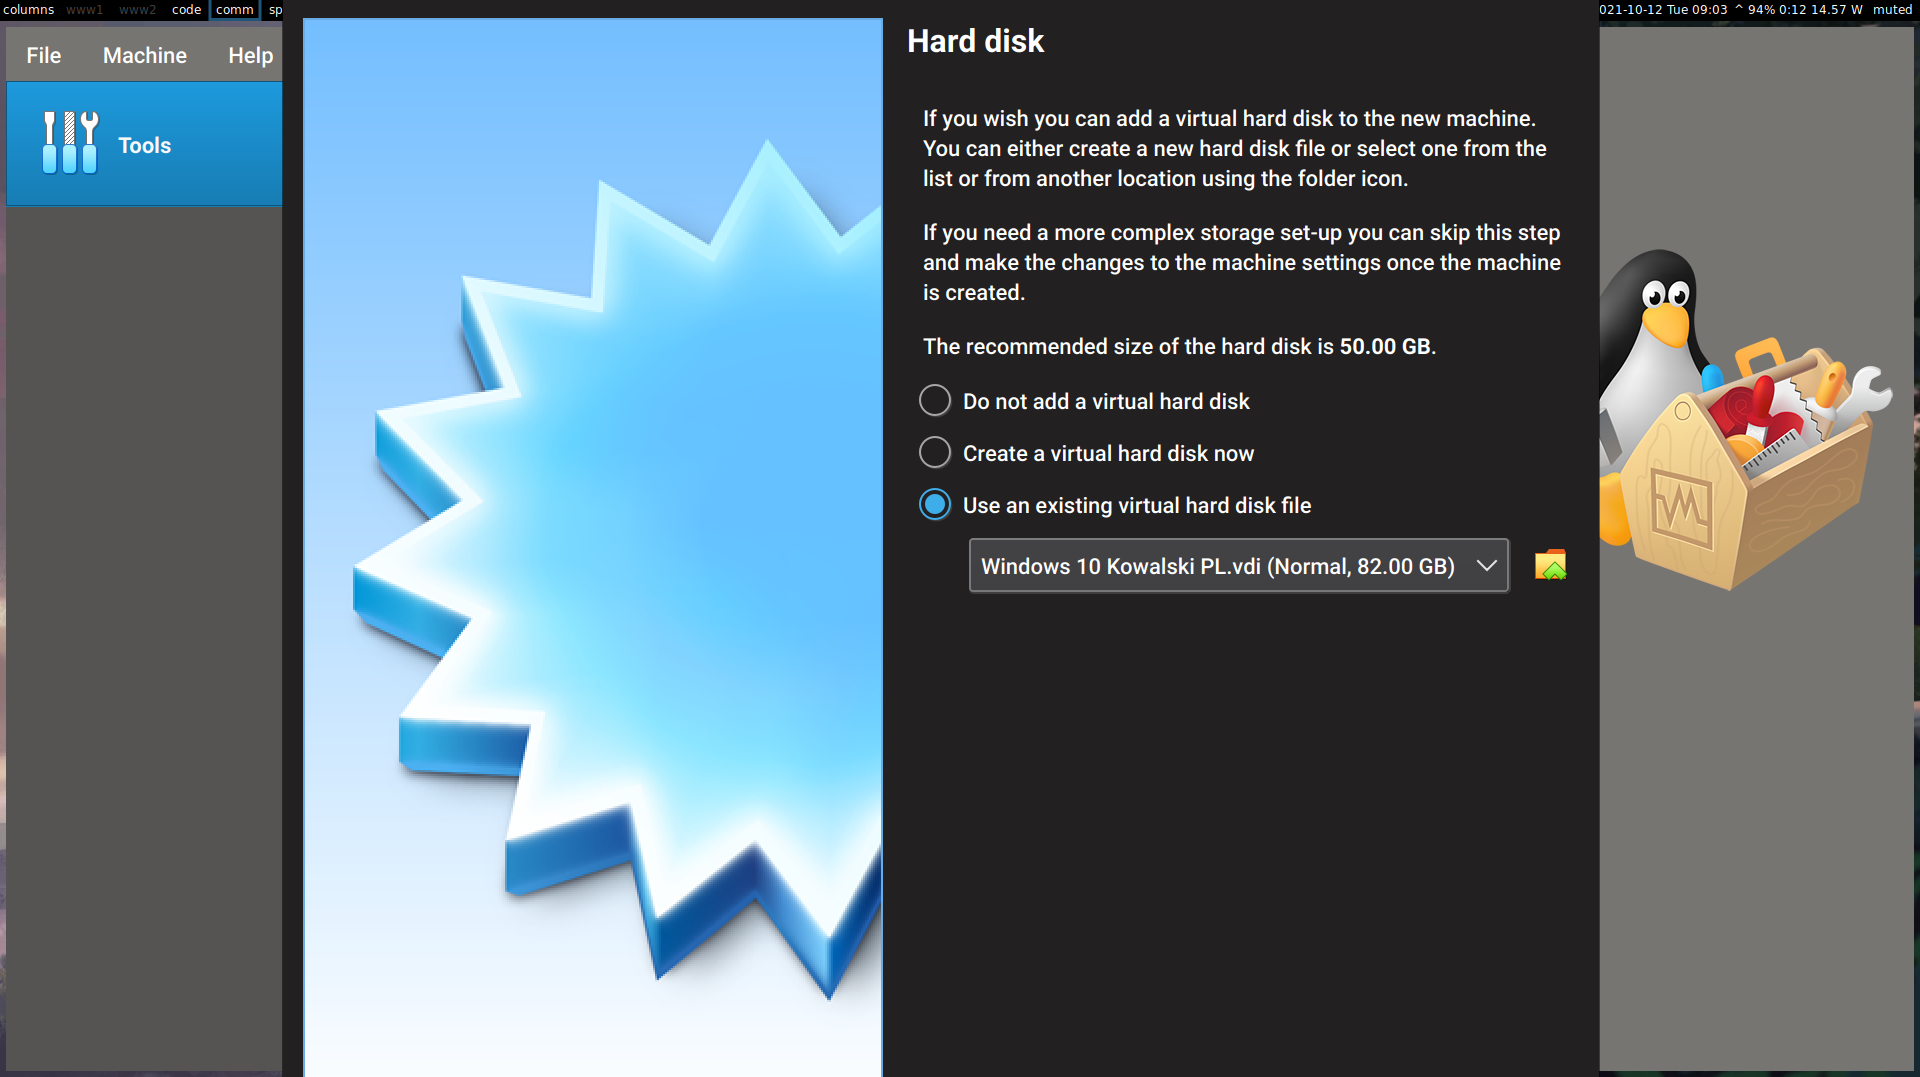 columns www1 www2 code comm sp
021-10-12 Tue 09:03 ^ 94% 0:12 14.57 W muted
File Machine Help
Tools
Hard disk
If you wish you can add a virtual hard disk to the new machine.
You can either create a new hard disk file or select one from the
list or from another location using the folder icon.
If you need a more complex storage set-up you can skip this step
and make the changes to the machine settings once the machine
is created.
The recommended size of the hard disk is 50.00 GB.
Do not add a virtual hard disk
Create a virtual hard disk now
Use an existing virtual hard disk file
Windows 10 Kowalski PL.vdi (Normal, 82.00 GB)